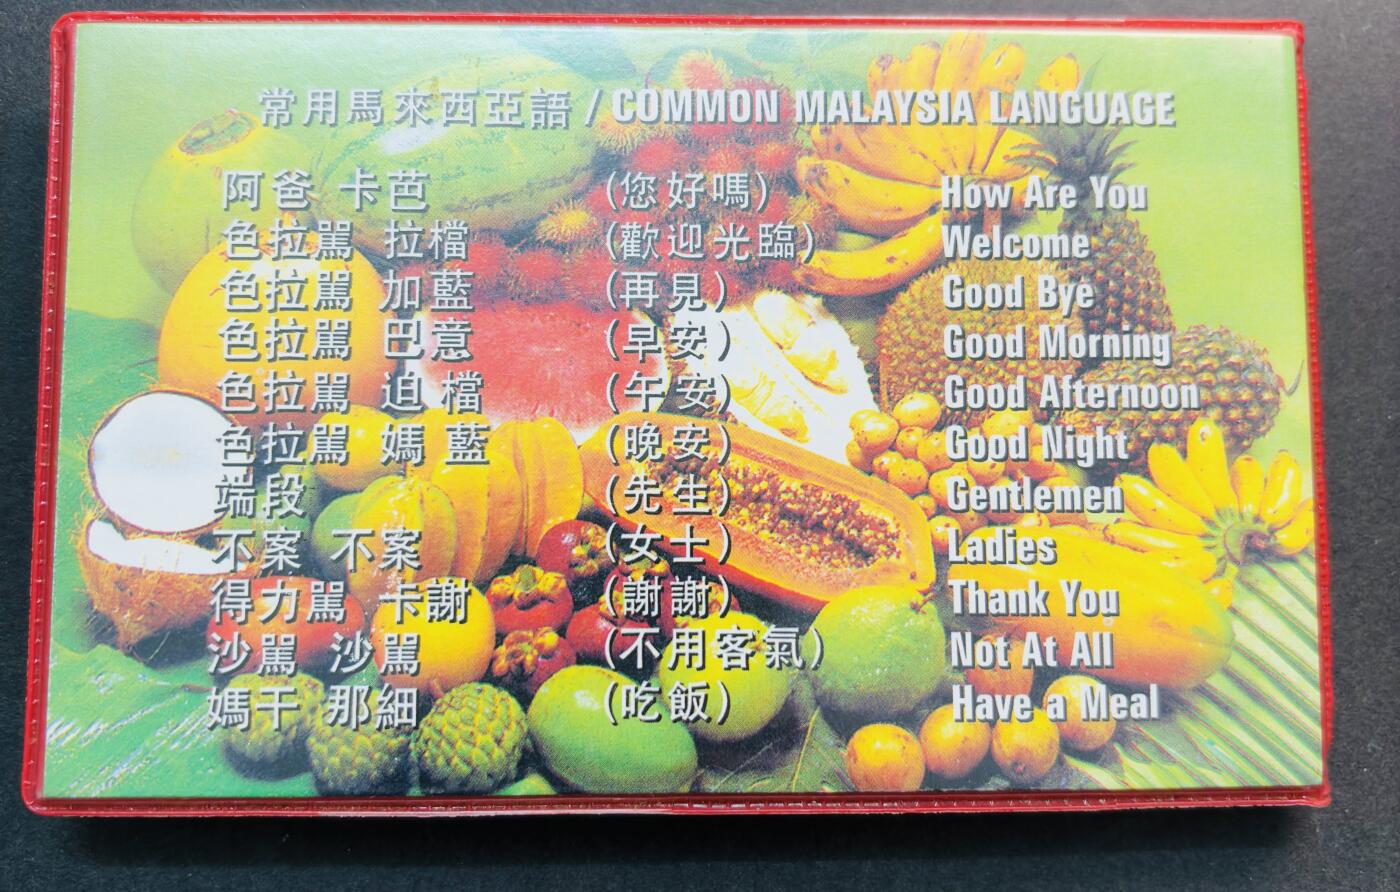 常用馬來西亞語 / COMMON MALAYSIA LANGUAGE
阿爸 卡芭 (您好嗎) How Are You
色拉罵 拉檔 (歡迎光臨) Welcome
色拉罵 加藍 (再見) Good Bye
色拉罵 巴意 (早安) Good Morning
色拉罵 迫檔 (午安) Good Afternoon
色拉罵 媽藍 (晚安) Good Night
端段 (先生) Gentlemen
不案 不案 (女士) Ladies
得力罵 卡謝 (謝謝) Thank You
沙罵 沙罵 (不用客氣) Not At All
媽干 那細 (吃飯) Have a Meal